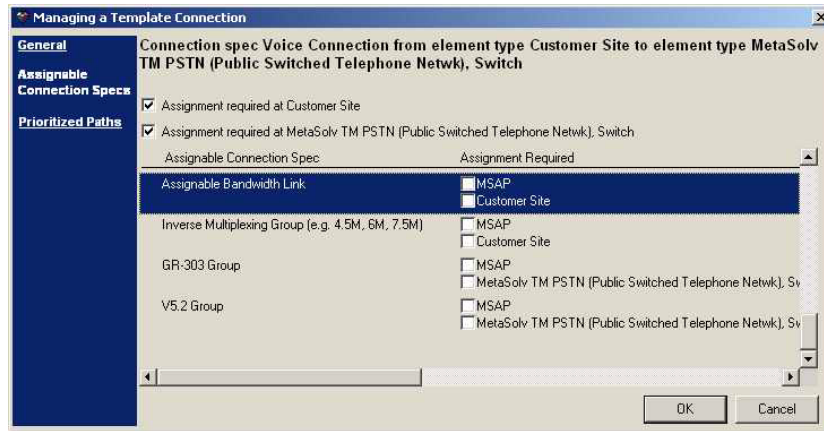 Managing a Template Connection
General
Assignable
Connection Specs
Prioritized Paths
Connection spec Voice Connection from element type Customer Site to element type MetaSolv
TM PSTN (Public Switched Telephone Netwk), Switch
Assignment required at Customer Site
Assignment required at MetaSolv TM PSTN (Public Switched Telephone Netwk), Switch
Assignable Connection Spec Assignment Required
Assignable Bandwidth Link MSAP
Customer Site
Inverse Multiplexing Group (e.g. 4.5M, 6M, 7.5M) MSAP
Customer Site
GR-303 Group MSAP
MetaSolv TM PSTN (Public Switched Telephone Netwk), Sw
V5.2 Group MSAP
MetaSolv TM PSTN (Public Switched Telephone Netwk), Sw
OK Cancel